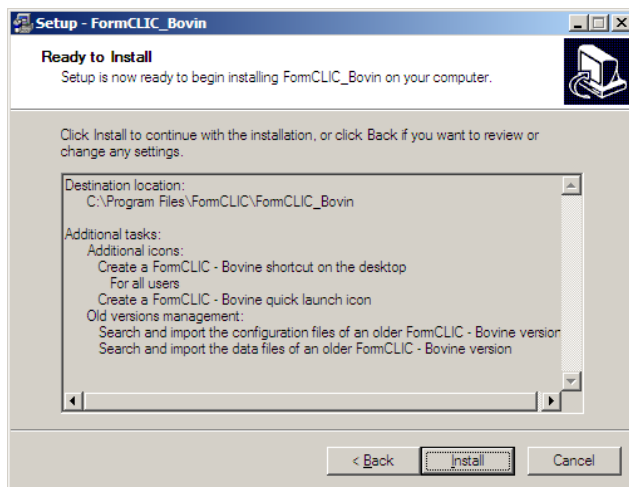 Setup - FormCLIC_Bovin
Ready to Install
Setup is now ready to begin installing FormCLIC_Bovin on your computer.
Click Install to continue with the installation, or click Back if you want to review or
change any settings.
Destination location:
C:\Program Files\FormCLIC\FormCLIC_Bovin
Additional tasks:
Additional icons:
Create a FormCLIC - Bovine shortcut on the desktop
For all users
Create a FormCLIC - Bovine quick launch icon
Old versions management:
Search and import the configuration files of an older FormCLIC - Bovine version
Search and import the data files of an older FormCLIC - Bovine version
< Back
Install
Cancel